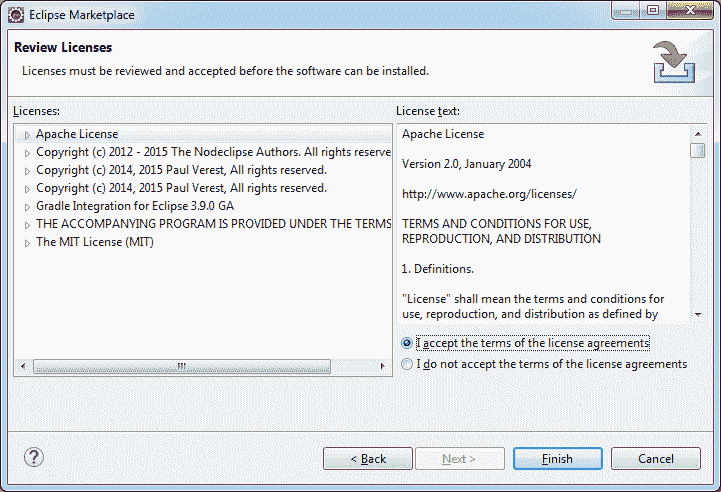 Eclipse Marketplace
Review Licenses
Licenses must be reviewed and accepted before the software can be installed.
Licenses:
Apache License
Copyright (c) 2012 - 2015 The Nodeclipse Authors. All rights reserve
Copyright (c) 2014, 2015 Paul Verest, All rights reserved.
Copyright (c) 2014, 2015 Paul Verest, All rights reserved.
Gradle Integration for Eclipse 3.9.0 GA
THE ACCOMPANYING PROGRAM IS PROVIDED UNDER THE TERMS
The MIT License (MIT)
License text:
Apache License
Version 2.0, January 2004
http://www.apache.org/licenses/
TERMS AND CONDITIONS FOR USE,
REPRODUCTION, AND DISTRIBUTION
1. Definitions.
"License" shall mean the terms and conditions for
use, reproduction, and distribution as defined by
I accept the terms of the license agreements
I do not accept the terms of the license agreements
?
< Back
Next >
Finish
Cancel